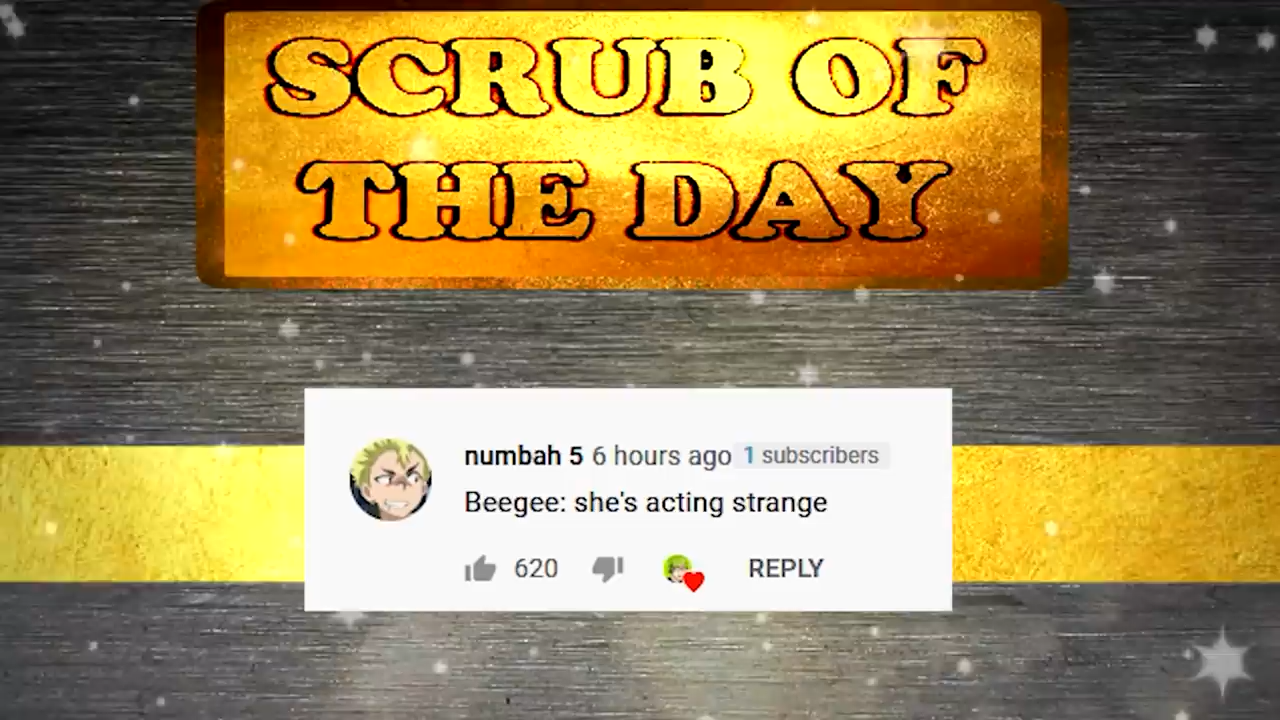 SCRUB OF
THE DAY
numbah 5 6 hours ago 1 subscribers
Beegee: she's acting strange
620 REPLY